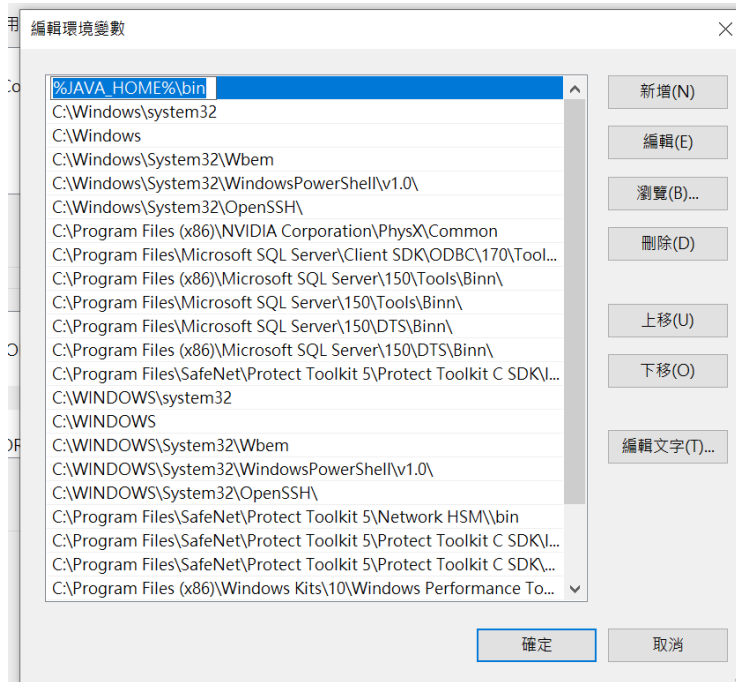 用
編輯環境變數
Co
%JAVA_HOME%\bin
新增(N)
C:\Windows\system32
C:\Windows
編輯(E)
C:\Windows\System32\Wbem
C:\Windows\System32\WindowsPowerShell\v1.0\
瀏覽(B)...
C:\Windows\System32\OpenSSH\
C:\Program Files (x86)\NVIDIA Corporation\PhysX\Common
刪除(D)
C:\Program Files\Microsoft SQL Server\Client SDK\ODBC\170\Tool...
C:\Program Files (x86)\Microsoft SQL Server\150\Tools\Binn\
C:\Program Files\Microsoft SQL Server\150\Tools\Binn\
上移(U)
C:\Program Files\Microsoft SQL Server\150\DTS\Binn\
C:\Program Files (x86)\Microsoft SQL Server\150\DTS\Binn\
下移(O)
C:\Program Files\SafeNet\Protect Toolkit 5\Protect Toolkit C SDK\l...
C:\WINDOWS\system32
C:\WINDOWS
編輯文字(T)...
C:\WINDOWS\System32\Wbem
C:\WINDOWS\System32\WindowsPowerShell\v1.0\
C:\WINDOWS\System32\OpenSSH\
C:\Program Files\SafeNet\Protect Toolkit 5\Network HSM\\bin
C:\Program Files\SafeNet\Protect Toolkit 5\Protect Toolkit C SDK\l...
C:\Program Files\SafeNet\Protect Toolkit 5\Protect Toolkit C SDK\...
C:\Program Files (x86)\Windows Kits\10\Windows Performance To...
確定
取消